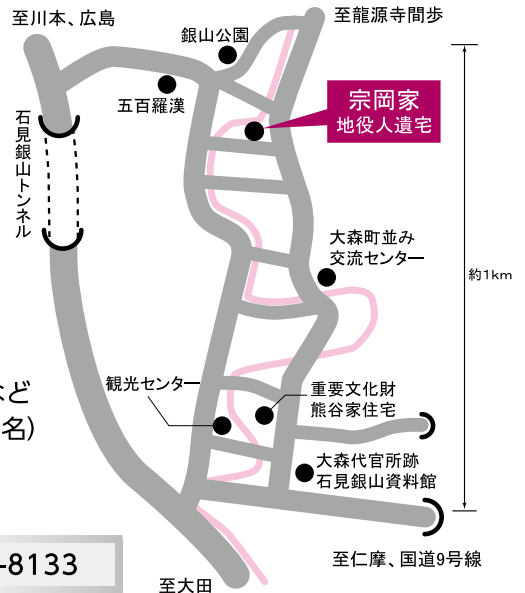 至川本、広島
至龍源寺間歩
銀山公園
五百羅漢
宗岡家
地役人遺宅
石見銀山トンネル
大森町並み
交流センター
約1km
など
名)
観光センター
重要文化財
熊谷家住宅
大森代官所跡
石見銀山資料館
至仁摩、国道9号線
-8133
至大田